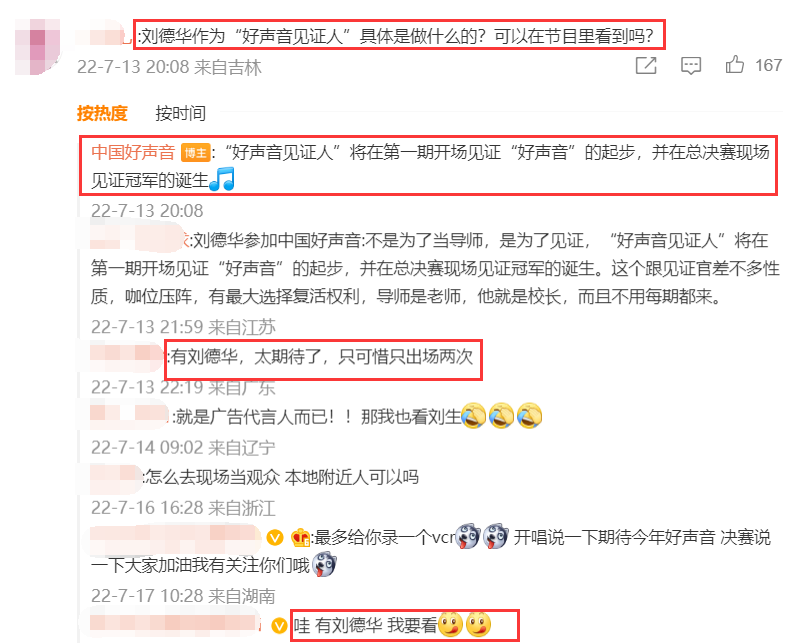 :刘德华作为“好声音见证人”具体是做什么的？可以在节目里看到吗？
22-7-13 20:08 来自吉林
167
按热度 按时间
中国好声音 博主 :“好声音见证人”将在第一期开场见证“好声音”的起步，并在总决赛现场
见证冠军的诞生
22-7-13 20:08
:刘德华参加中国好声音:不是为了当导师，是为了见证，“好声音见证人”将在
第一期开场见证“好声音”的起步，并在总决赛现场见证冠军的诞生。这个跟见证官差不多性
质，咖位压阵，有最大选择复活权利，导师是老师，他就是校长，而且不用每期都来。
22-7-13 21:59 来自江苏
:有刘德华，太期待了，只可惜只出场两次
22-7-13 22:19 来自广东
:就是广告代言人而已！！那我也看刘生
22-7-14 09:02 来自辽宁
:怎么去现场当观众 本地附近人可以吗
22-7-16 16:28 来自浙江
:最多给你录一个vcr 开唱说一下期待今年好声音 决赛说
一下大家加油我有关注你们哦
22-7-17 10:28 来自湖南
哇 有刘德华 我要看